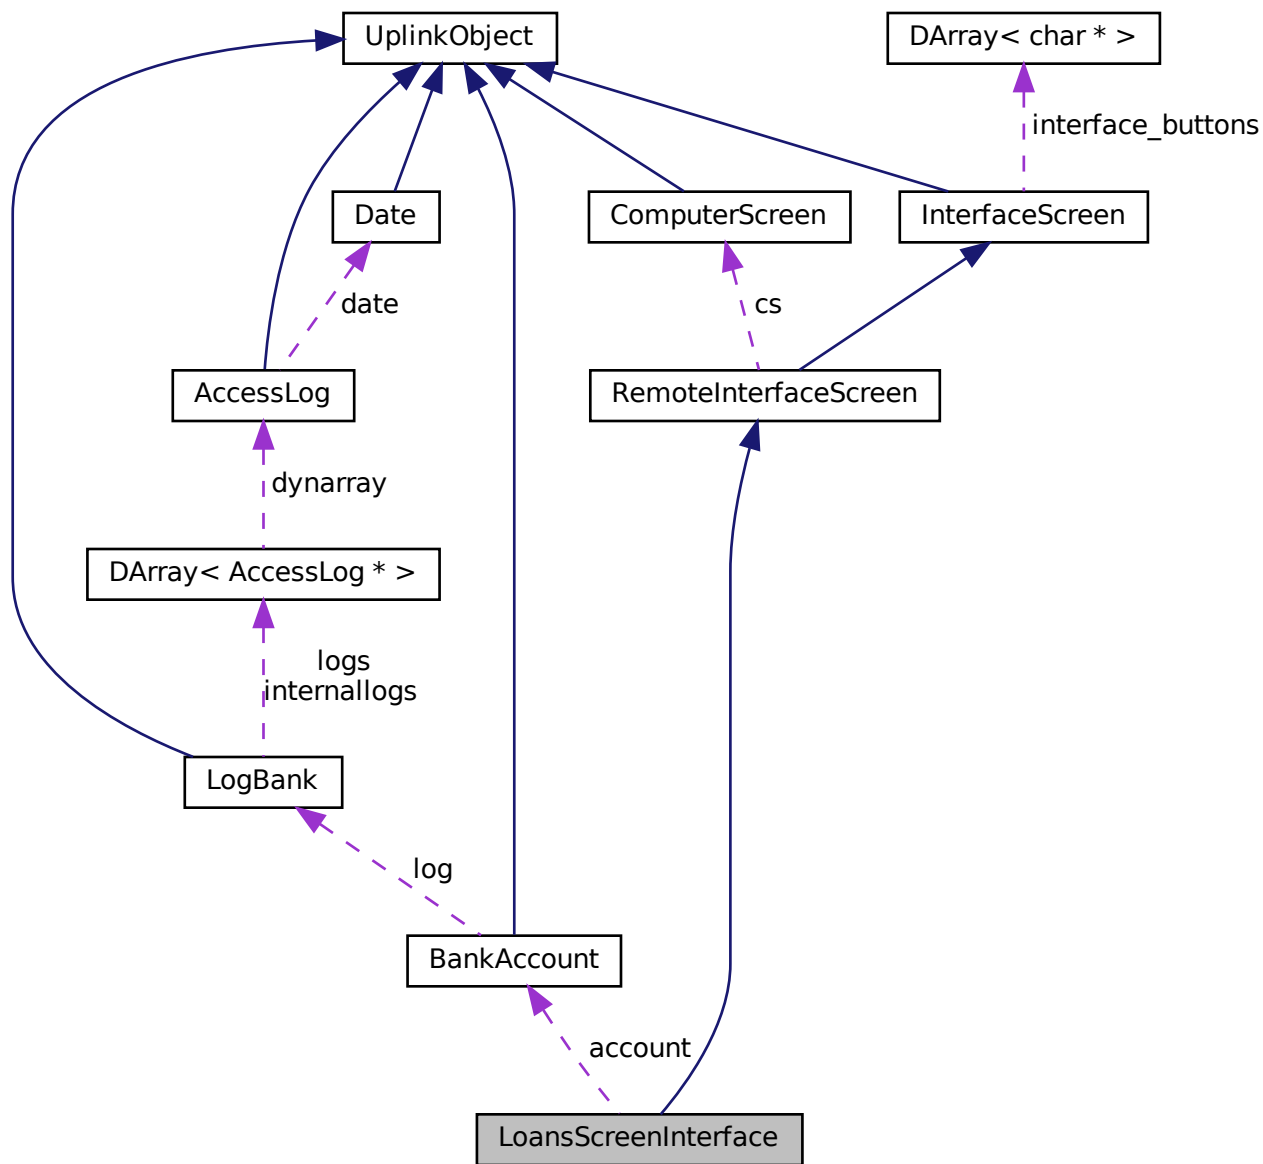 UplinkObject
DArray< char * >
interface_buttons
Date
ComputerScreen
InterfaceScreen
date
cs
AccessLog
RemoteInterfaceScreen
dynarray
DArray< AccessLog * >
logs
internallogs
LogBank
log
BankAccount
account
LoansScreenInterface